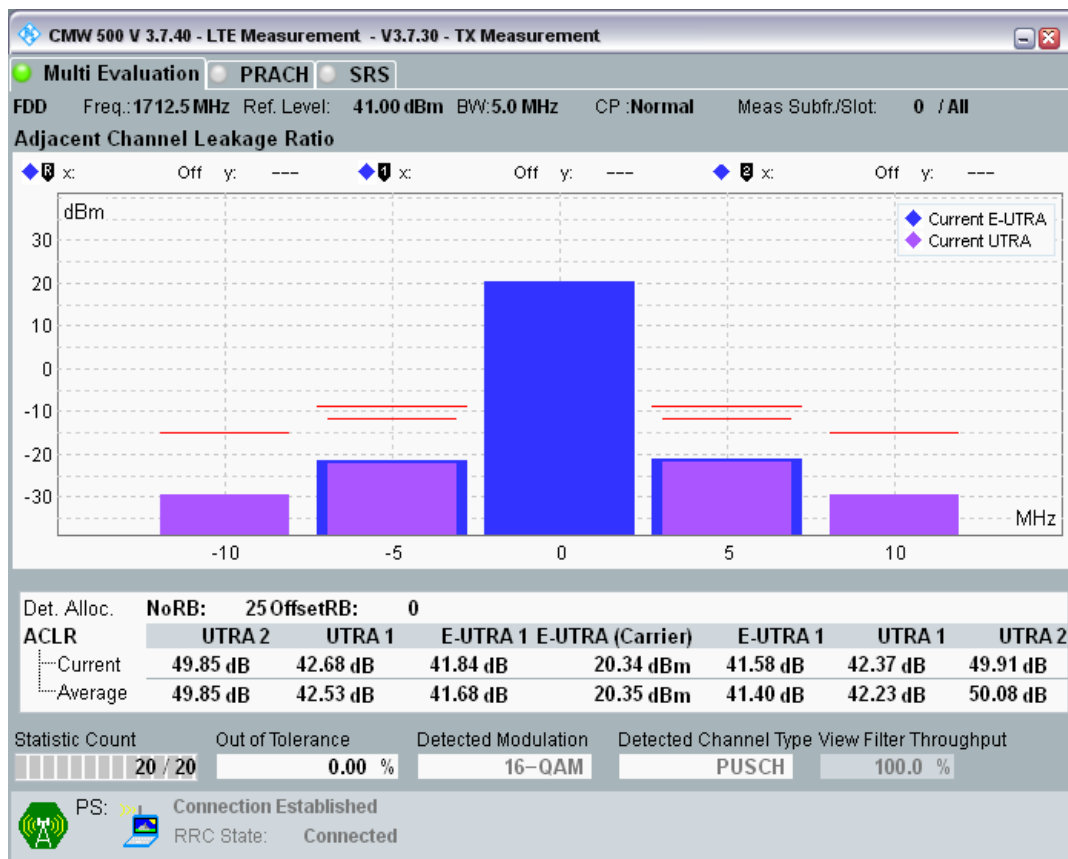 CMW 500 V 3.7.40 - LTE Measurement - V3.7.30 - TX Measurement
Multi Evaluation PRACH SRS
FDD Freq.:1712.5 MHz Ref. Level: 41.00 dBm BW:5.0 MHz CP :Normal Meas Subfr./Slot: 0 / All
Adjacent Channel Leakage Ratio
R x: Off y: --- 1 x: Off y: --- 2 x: Off y: ---
dBm
Current E-UTRA
Current UTRA
30
20
10
0
-10
-20
-30
MHz
-10 -5 0 5 10
Det. Alloc. NoRB: 25 OffsetRB: 0
ACLR UTRA 2 UTRA 1 E-UTRA 1 E-UTRA (Carrier) E-UTRA 1 UTRA 1 UTRA 2
Current 49.85 dB 42.68 dB 41.84 dB 20.34 dBm 41.58 dB 42.37 dB 49.91 dB
Average 49.85 dB 42.53 dB 41.68 dB 20.35 dBm 41.40 dB 42.23 dB 50.08 dB
Statistic Count Out of Tolerance Detected Modulation Detected Channel Type View Filter Throughput
20 / 20 0.00 % 16-QAM PUSCH 100.0 %
PS: Connection Established
RRC State: Connected